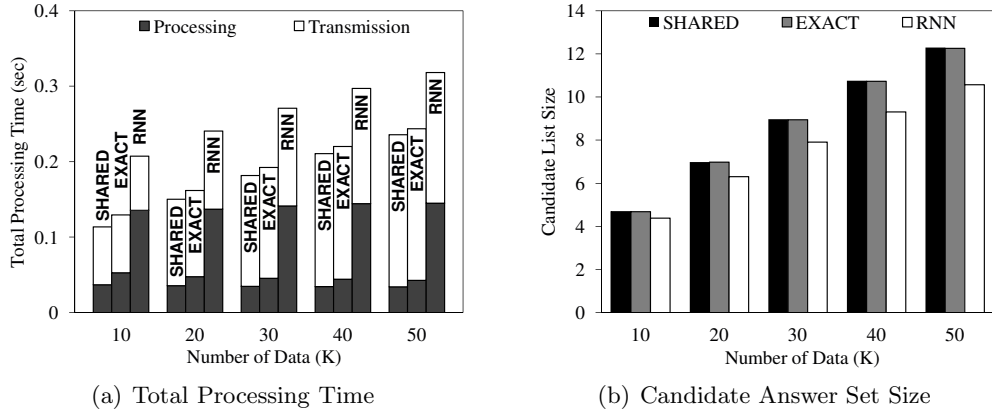 Total Processing Time (sec)
0.4
0.3
0.2
0.1
0
Processing
Transmission
SHARED
EXACT
RNN
SHARED
EXACT
RNN
SHARED
EXACT
RNN
SHARED
EXACT
RNN
SHARED
EXACT
RNN
10 20 30 40 50
Number of Data (K)
(a) Total Processing Time
Candidate List Size
14
12
10
8
6
4
2
0
SHARED
EXACT
RNN
10 20 30 40 50
Number of Data (K)
(b) Candidate Answer Set Size